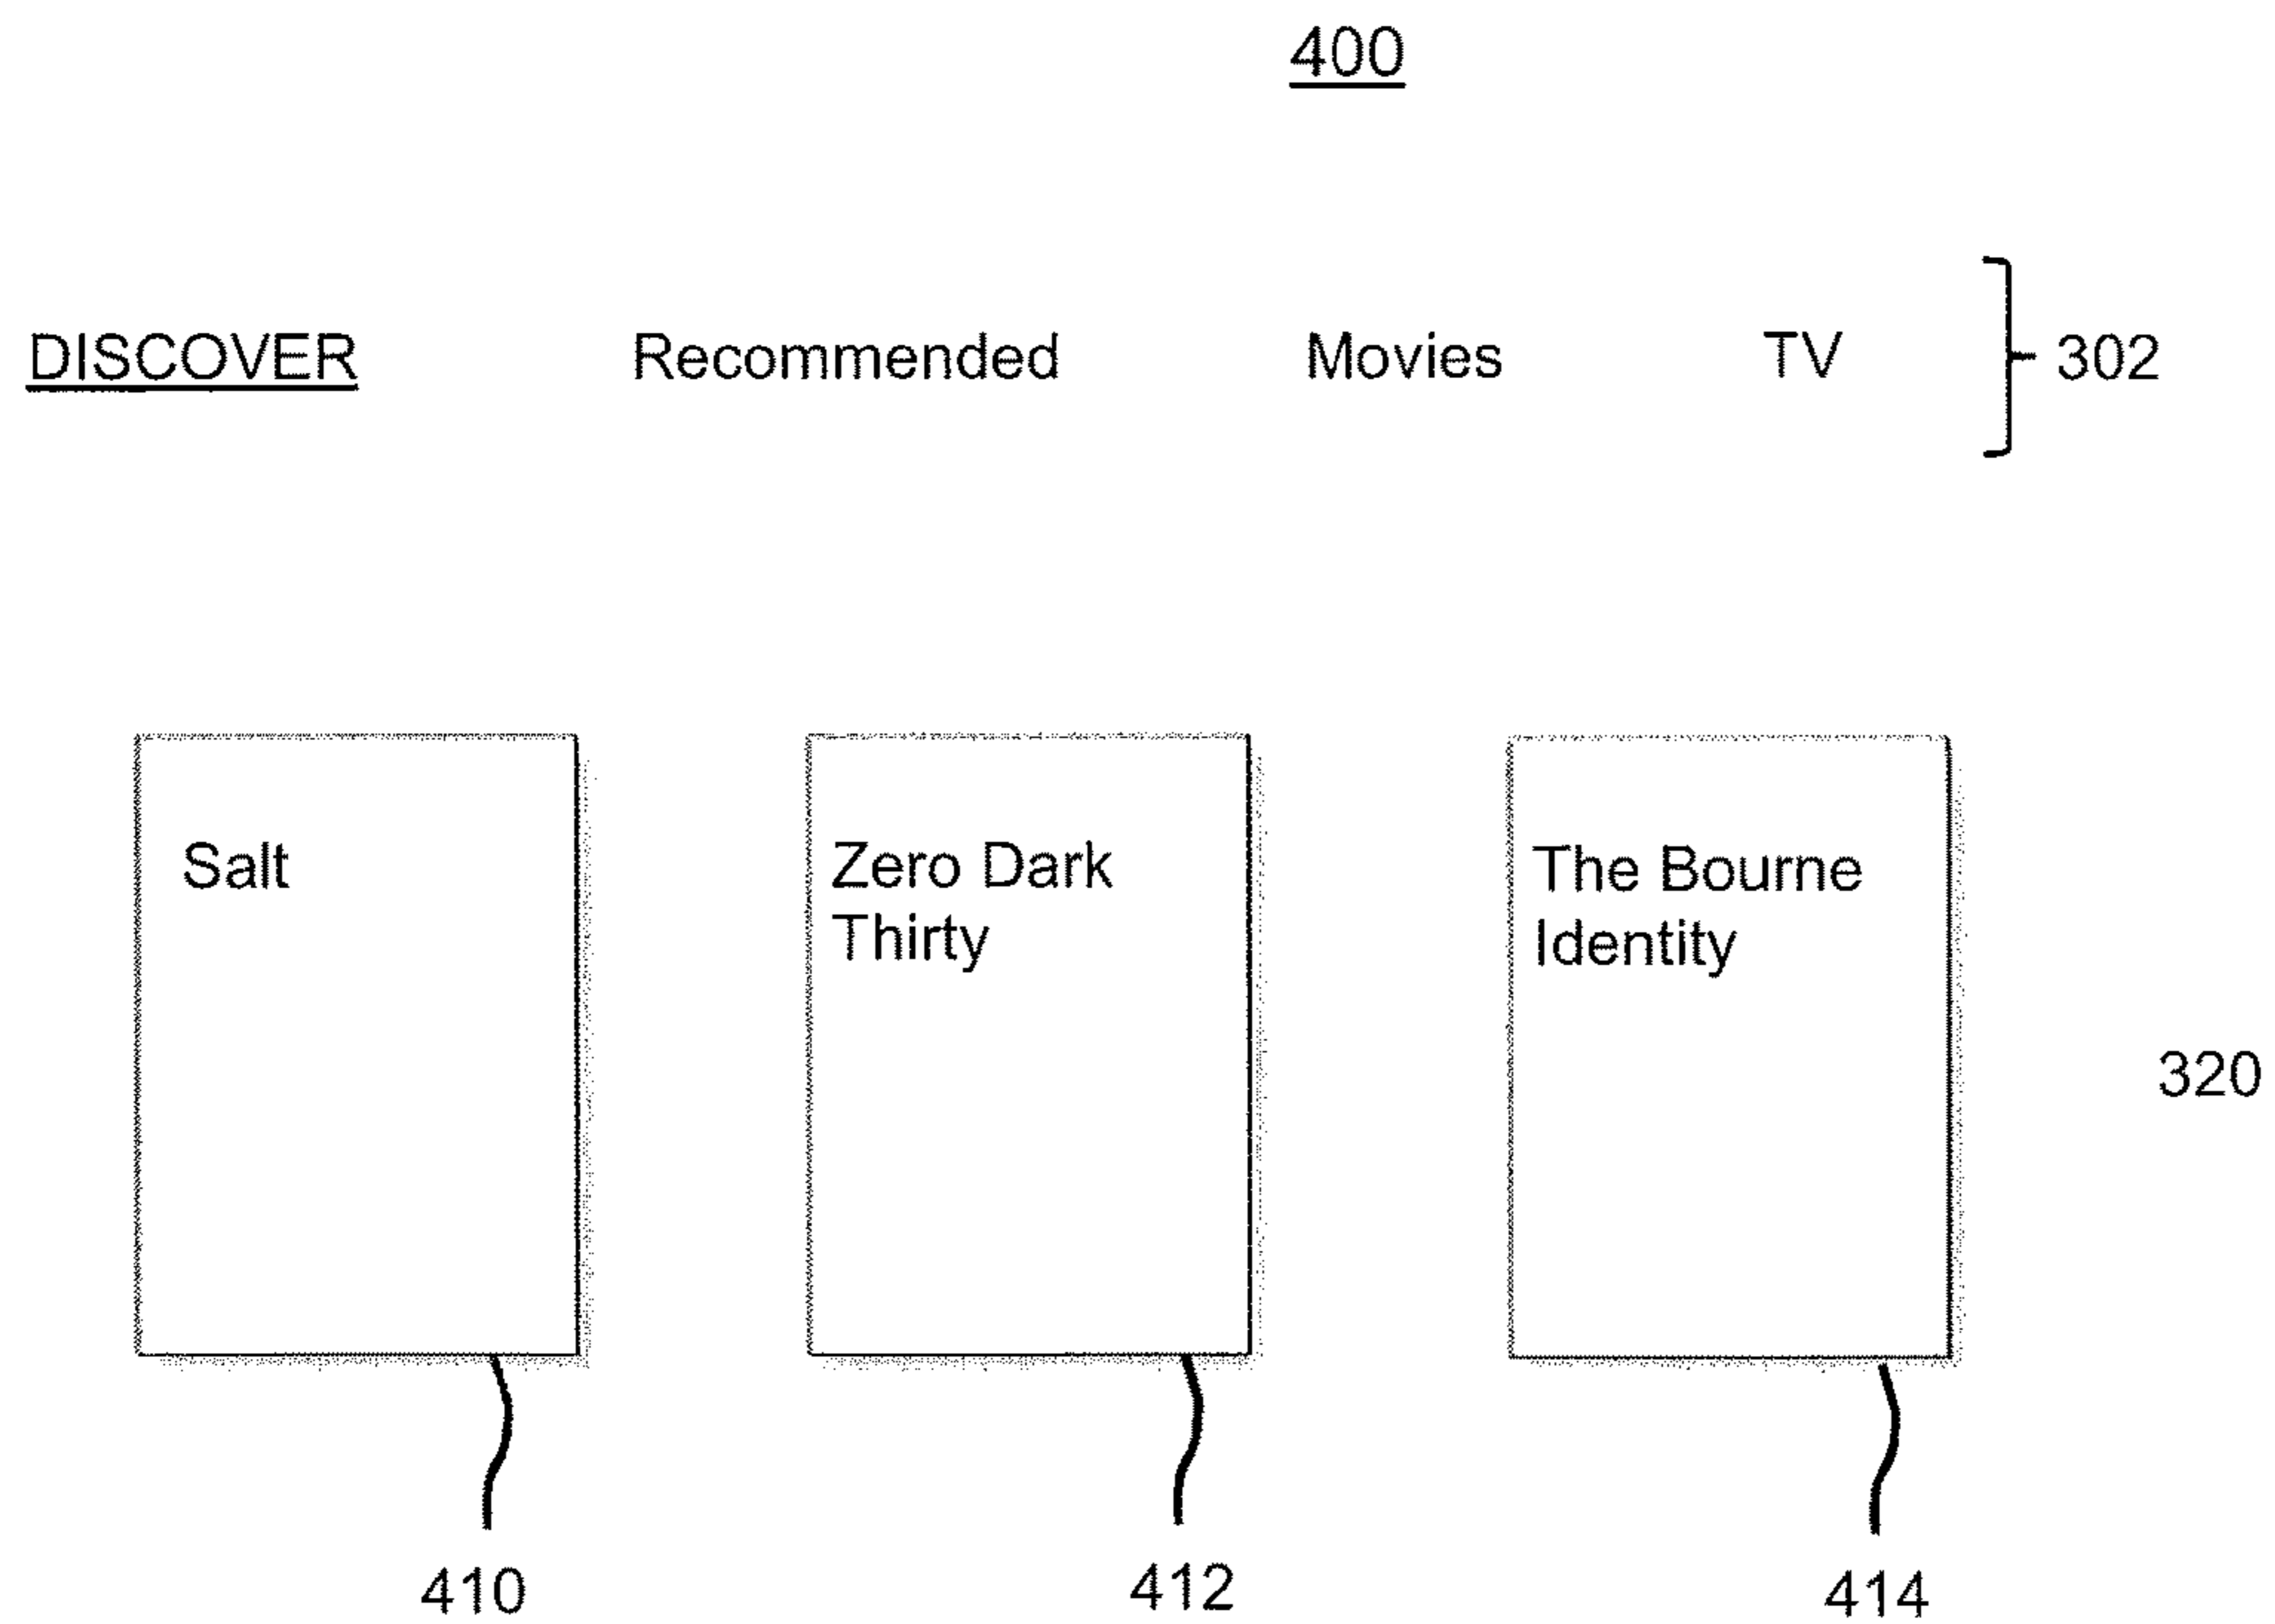 400
DISCOVER Recommended Movies TV 302
Salt
Zero Dark
Thirty
The Bourne
Identity
320
410
412
414